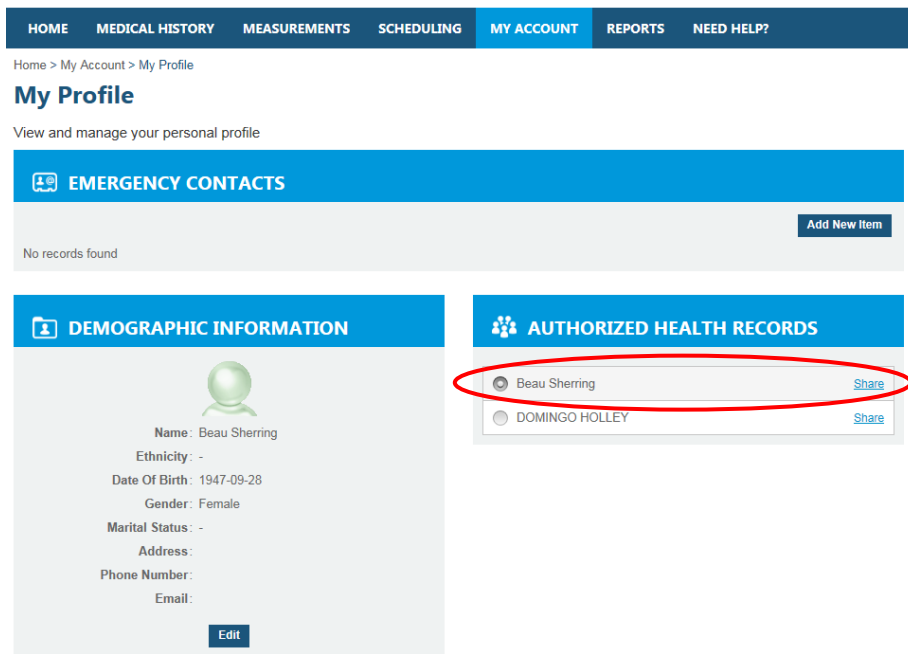 HOME MEDICAL HISTORY MEASUREMENTS SCHEDULING MY ACCOUNT REPORTS NEED HELP?
Home > My Account > My Profile
My Profile
View and manage your personal profile
EMERGENCY CONTACTS
Add New Item
No records found
DEMOGRAPHIC INFORMATION
Name: Beau Sherring
Ethnicity: -
Date Of Birth: 1947-09-28
Gender: Female
Marital Status: -
Address:
Phone Number:
Email:
Edit
AUTHORIZED HEALTH RECORDS
Beau Sherring Share
DOMINGO HOLLEY Share